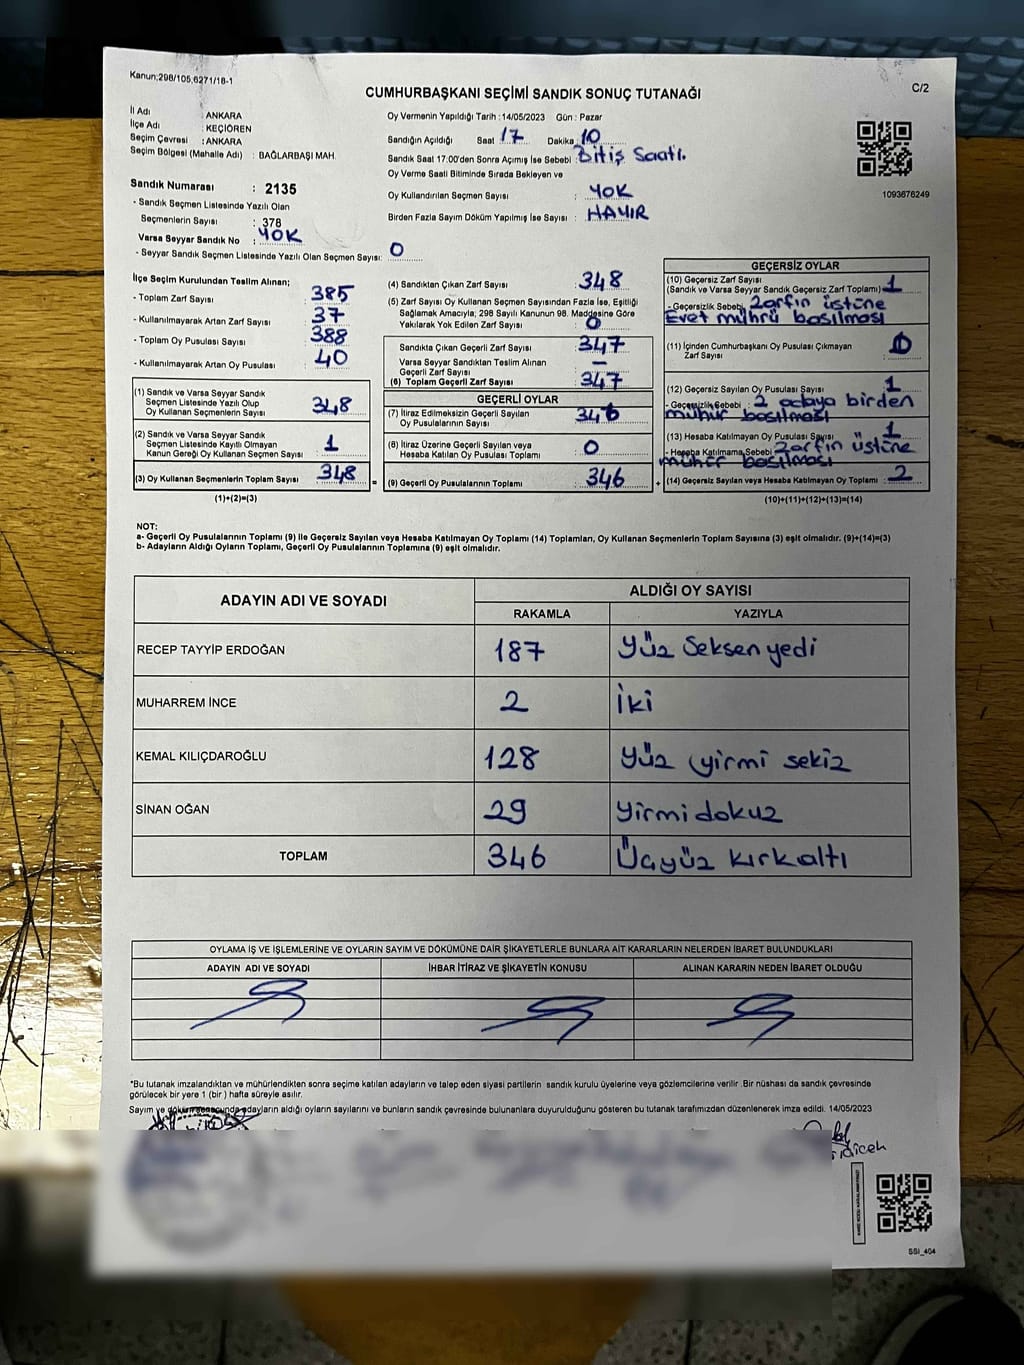 Kanun;298/105,6271/18-1
CUMHURBAŞKANI SEÇİMİ SANDIK SONUÇ TUTANAĞI
C/2
İl Adı : ANKARA
İlçe Adı : KEÇİÖREN
Seçim Çevresi : ANKARA
Seçim Bölgesi (Mahalle Adı) : BAĞLARBAŞI MAH.
Sandık Numarası : 2135
- Sandık Seçmen Listesinde Yazılı Olan
Seçmenlerin Sayısı : 378
Varsa Seyyar Sandık No : YOK
- Seyyar Sandık Seçmen Listesinde Yazılı Olan Seçmen Sayısı: 0
Oy Vermenin Yapıldığı Tarih : 14/05/2023 Gün : Pazar
Sandığın Açıldığı Saat 17 Dakika 10
Sandık Saat 17:00'den Sonra Açımış İse Sebebi : Bitiş Saati.
Oy Verme Saati Bitiminde Sırada Bekleyen ve
Oy Kullandırılan Seçmen Sayısı : YOK
Birden Fazla Sayım Döküm Yapılmış İse Sayısı : HAYIR
1093676249
İlçe Seçim Kurulundan Teslim Alınan;
- Toplam Zarf Sayısı : 385
- Kullanılmayarak Artan Zarf Sayısı : 37
- Toplam Oy Pusulası Sayısı : 388
- Kullanılmayarak Artan Oy Pusulası : 40
(1) Sandık ve Varsa Seyyar Sandık
Seçmen Listesinde Yazılı Olup
Oy Kullanan Seçmenlerin Sayısı : 348
(2) Sandık ve Varsa Seyyar Sandık
Seçmen Listesinde Kayıtlı Olmayan
Kanun Gereği Oy Kullanan Seçmen Sayısı : 1
(3) Oy Kullanan Seçmenlerin Toplam Sayısı : 348 =
(1)+(2)=(3)
(4) Sandıktan Çıkan Zarf Sayısı : 348
(5) Zarf Sayısı Oy Kullanan Seçmen Sayısından Fazla İse, Eşitliği
Sağlamak Amacıyla; 298 Sayılı Kanunun 98. Maddesine Göre
Yakılarak Yok Edilen Zarf Sayısı : 0
Sandıkta Çıkan Geçerli Zarf Sayısı : 347
Varsa Seyyar Sandıktan Teslim Alınan
Geçerli Zarf Sayısı : —
(6) Toplam Geçerli Zarf Sayısı : 347
GEÇERLİ OYLAR
(7) İtiraz Edilmeksizin Geçerli Sayılan
Oy Pusulasının Sayısı : 346
(8) İtiraz Üzerine Geçerli Sayılan veya
Hesaba Katılan Oy Pusulası Toplamı : 0
(9) Geçerli Oy Pusulalarının Toplamı : 346 +
GEÇERSİZ OYLAR
(10) Geçersiz Zarf Sayısı
(Sandık ve Varsa Seyyar Sandık Geçersiz Zarf Toplamı) : 1
- Geçersizlik Sebebi : Zarfın üstüne
Evet mührü basılması
(11) İçinden Cumhurbaşkanı Oy Pusulası Çıkmayan
Zarf Sayısı : 0
(12) Geçersiz Sayılan Oy Pusulası Sayısı : 1
- Geçersizlik Sebebi : 2 adaya birden
mühür basılması
(13) Hesaba Katılmayan Oy Pusulası Sayısı : 1
- Hesaba Katılmama Sebebi : Zarfın üstüne
mühür basılması
(14) Geçersiz Sayılan veya Hesaba Katılmayan Oy Toplamı : 2
(10)+(11)+(12)+(13)=(14)
NOT:
a- Geçerli Oy Pusulalarının Toplamı (9) ile Geçersiz Sayılan veya Hesaba Katılmayan Oy Toplamı (14) Toplamları, Oy Kullanan Seçmenlerin Toplam Sayısına (3) eşit olmalıdır. (9)+(14)=(3)
b- Adayların Aldığı Oyların Toplamı, Geçerli Oy Pusulalarının Toplamına (9) eşit olmalıdır.
ADAYIN ADI VE SOYADI ALDIĞI OY SAYISI
RAKAMLA YAZIYLA
RECEP TAYYİP ERDOĞAN 187 Yüz Seksen yedi
MUHARREM İNCE 2 İki
KEMAL KILIÇDAROĞLU 128 Yüz yirmi sekiz
SİNAN OĞAN 29 Yirmidokuz
TOPLAM 346 Üçyüz kırkaltı
OYLAMA İŞ VE İŞLEMLERİNE VE OYLARIN SAYIM VE DÖKÜMÜNE DAİR ŞİKAYETLERLE BUNLARA AİT KARARLARIN NELERDEN İBARET BULUNDUKLARI
ADAYIN ADI VE SOYADI İHBAR İTİRAZ VE ŞİKAYETİN KONUSU ALINAN KARARIN NEDEN İBARET OLDUĞU
*Bu tutanak imzalandıktan ve mühürlendikten sonra seçime katılan adayların ve talep eden siyasi partilerin sandık kurulu üyelerine veya gözlemcilerine verilir. Bir nüshası da sandık çevresinde
görülecek bir yere 1 (bir ) hafta süreyle asılır.
Sayım ve döküm sonucunda adayların aldığı oyların sayılarını ve bunların sandık çevresinde bulunanlara duyurulduğunu gösteren bu tutanak tarafımızdan düzenlenerek imza edildi. 14/05/2023
SSI_404